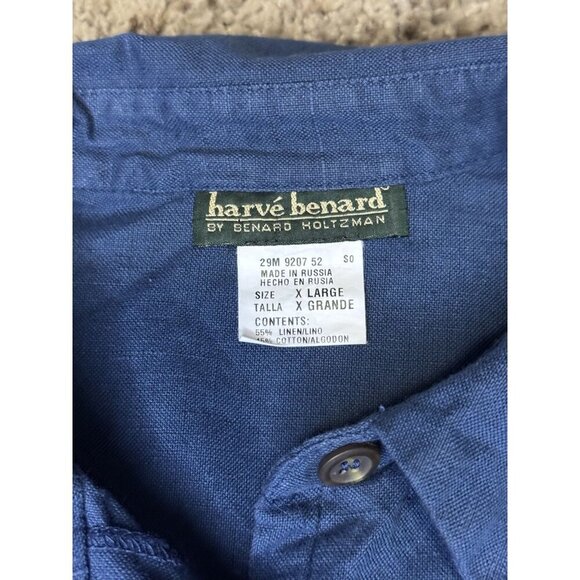 harvé benard
BY BENARD HOLTZMAN
29M 9207 52 S0
MADE IN RUSSIA
HECHO EN RUSIA
SIZE X LARGE
TALLA X GRANDE
CONTENTS:
55% LINEN/LINO
45% COTTON/ALGODON